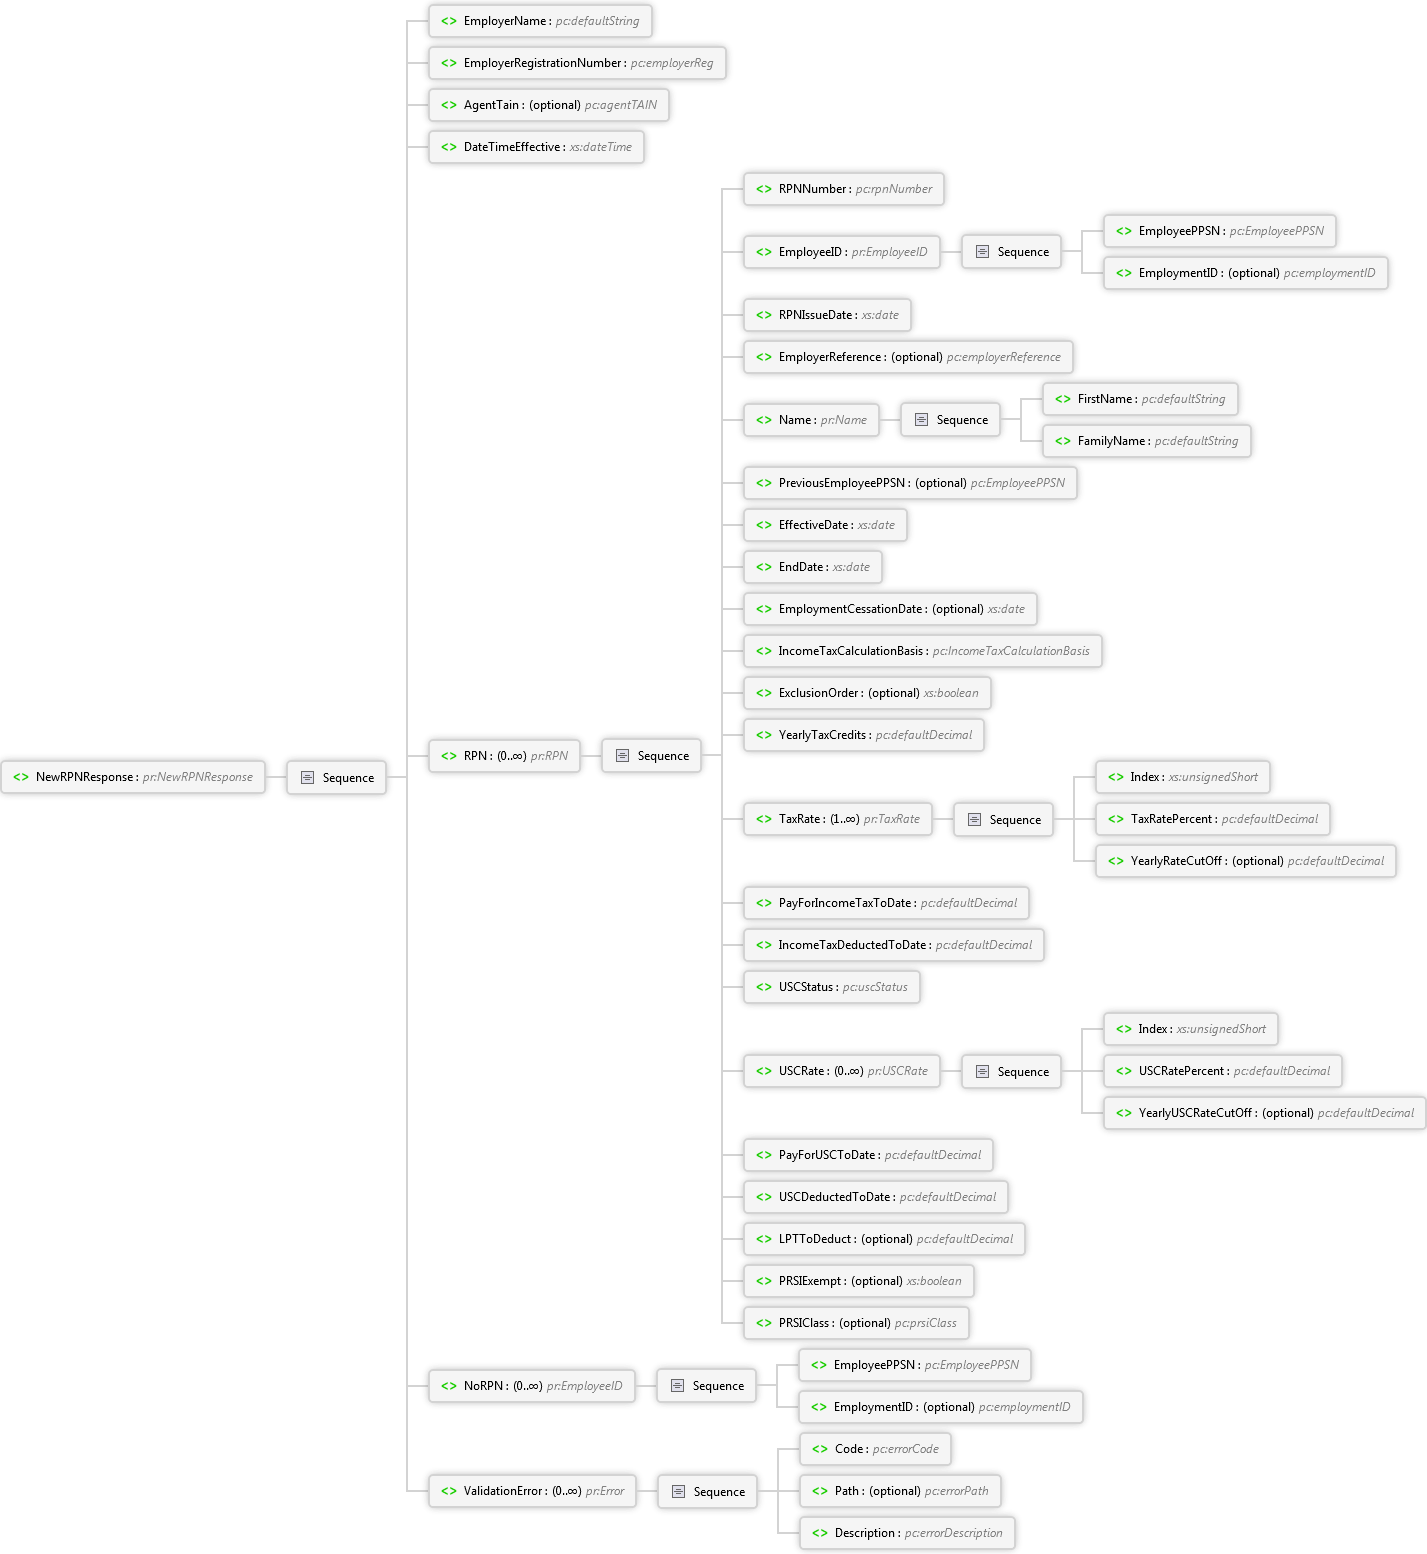 <> EmployerName : pc:defaultString
<> EmployerRegistrationNumber : pc:employerReg
<> AgentTain : (optional) pc:agentTAIN
<> DateTimeEffective : xs:dateTime
<> RPNNumber : pc:rpnNumber
<> EmployeePPSN : pc:EmployeePPSN
<> EmployeeID : pr:EmployeeID
Sequence
<> EmploymentID : (optional) pc:employmentID
<> RPNIssueDate : xs:date
<> EmployerReference : (optional) pc:employerReference
<> FirstName : pc:defaultString
<> Name : pr:Name
Sequence
<> FamilyName : pc:defaultString
<> PreviousEmployeePPSN : (optional) pc:EmployeePPSN
<> EffectiveDate : xs:date
<> EndDate : xs:date
<> EmploymentCessationDate : (optional) xs:date
<> IncomeTaxCalculationBasis : pc:IncomeTaxCalculationBasis
<> ExclusionOrder : (optional) xs:boolean
<> YearlyTaxCredits : pc:defaultDecimal
<> RPN : (0..∞) pr:RPN
Sequence
<> NewRPNResponse : pr:NewRPNResponse
Sequence
<> Index : xs:unsignedShort
<> TaxRate : (1..∞) pr:TaxRate
Sequence
<> TaxRatePercent : pc:defaultDecimal
<> YearlyRateCutOff : (optional) pc:defaultDecimal
<> PayForIncomeTaxToDate : pc:defaultDecimal
<> IncomeTaxDeductedToDate : pc:defaultDecimal
<> USCStatus : pc:uscStatus
<> Index : xs:unsignedShort
<> USCRate : (0..∞) pr:USCRate
Sequence
<> USCRatePercent : pc:defaultDecimal
<> YearlyUSCRateCutOff : (optional) pc:defaultDecimal
<> PayForUSCToDate : pc:defaultDecimal
<> USCDeductedToDate : pc:defaultDecimal
<> LPTToDeduct : (optional) pc:defaultDecimal
<> PRSIExempt : (optional) xs:boolean
<> PRSIClass : (optional) pc:prsiClass
<> EmployeePPSN : pc:EmployeePPSN
<> NoRPN : (0..∞) pr:EmployeeID
Sequence
<> EmploymentID : (optional) pc:employmentID
<> Code : pc:errorCode
<> ValidationError : (0..∞) pr:Error
Sequence
<> Path : (optional) pc:errorPath
<> Description : pc:errorDescription